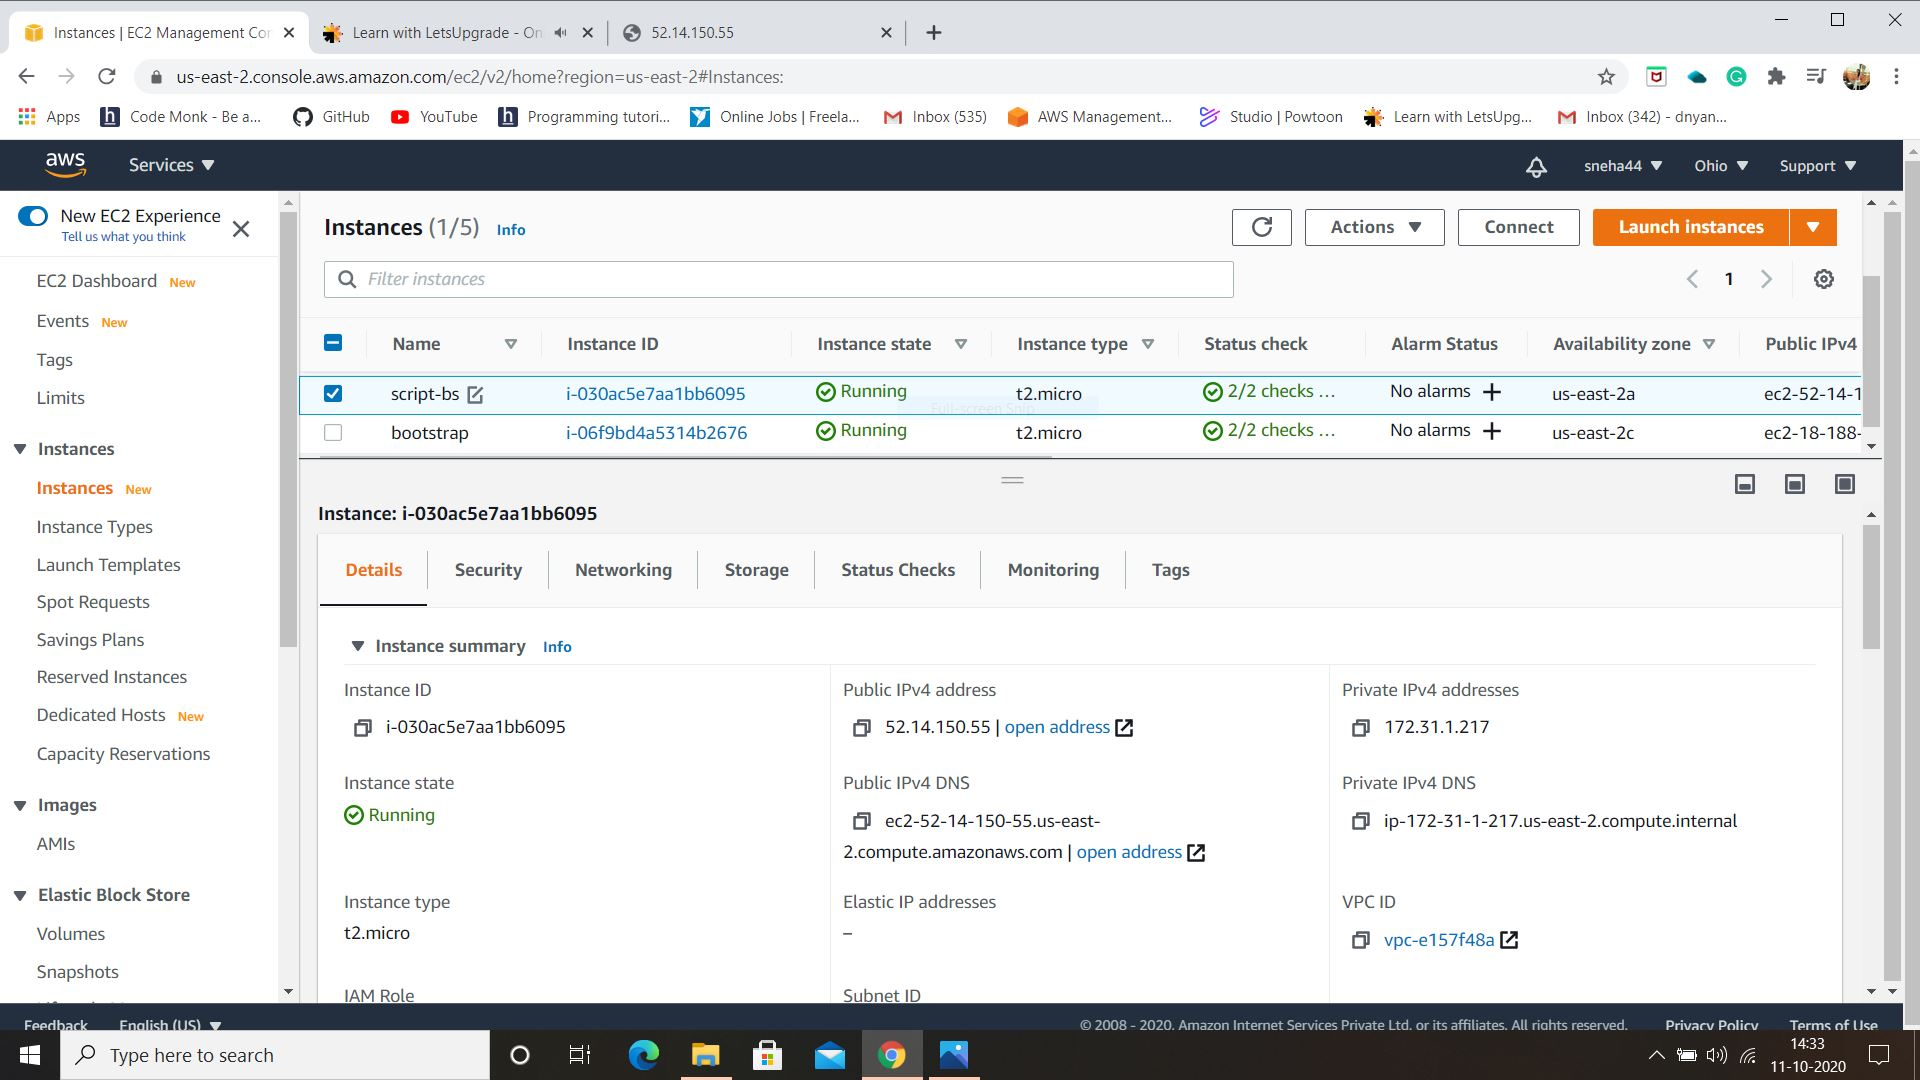 Instances | EC2 Management Con
Learn with LetsUpgrade - On
52.14.150.55
us-east-2.console.aws.amazon.com/ec2/v2/home?region=us-east-2#Instances:
Apps
Code Monk - Be a...
GitHub
YouTube
Programming tutori...
Online Jobs | Freela...
Inbox (535)
AWS Management...
Studio | Powtoon
Learn with LetsUpg...
Inbox (342) - dnyan...
aws
Services
sneha44
Ohio
Support
New EC2 Experience
Tell us what you think
EC2 Dashboard New
Events New
Tags
Limits
Instances
Instances New
Instance Types
Launch Templates
Spot Requests
Savings Plans
Reserved Instances
Dedicated Hosts New
Capacity Reservations
Images
AMIs
Elastic Block Store
Volumes
Snapshots
Instances (1/5) Info
Actions
Connect
Launch instances
Filter instances
1
Name Instance ID Instance state Instance type Status check Alarm Status Availability zone Public IPv4
script-bs i-030ac5e7aa1bb6095 Running t2.micro 2/2 checks ... No alarms us-east-2a ec2-52-14-1
Full-screen Snip
bootstrap i-06f9bd4a5314b2676 Running t2.micro 2/2 checks ... No alarms us-east-2c ec2-18-188-
Instance: i-030ac5e7aa1bb6095
Details Security Networking Storage Status Checks Monitoring Tags
Instance summary Info
Instance ID
i-030ac5e7aa1bb6095
Public IPv4 address
52.14.150.55 | open address
Private IPv4 addresses
172.31.1.217
Instance state
Running
Public IPv4 DNS
ec2-52-14-150-55.us-east-
2.compute.amazonaws.com | open address
Private IPv4 DNS
ip-172-31-1-217.us-east-2.compute.internal
Instance type
t2.micro
Elastic IP addresses
–
VPC ID
vpc-e157f48a
IAM Role
Subnet ID
Feedback
English (US)
© 2008 - 2020, Amazon Internet Services Private Ltd. or its affiliates. All rights reserved.
Privacy Policy
Terms of Use
Type here to search
14:33
11-10-2020